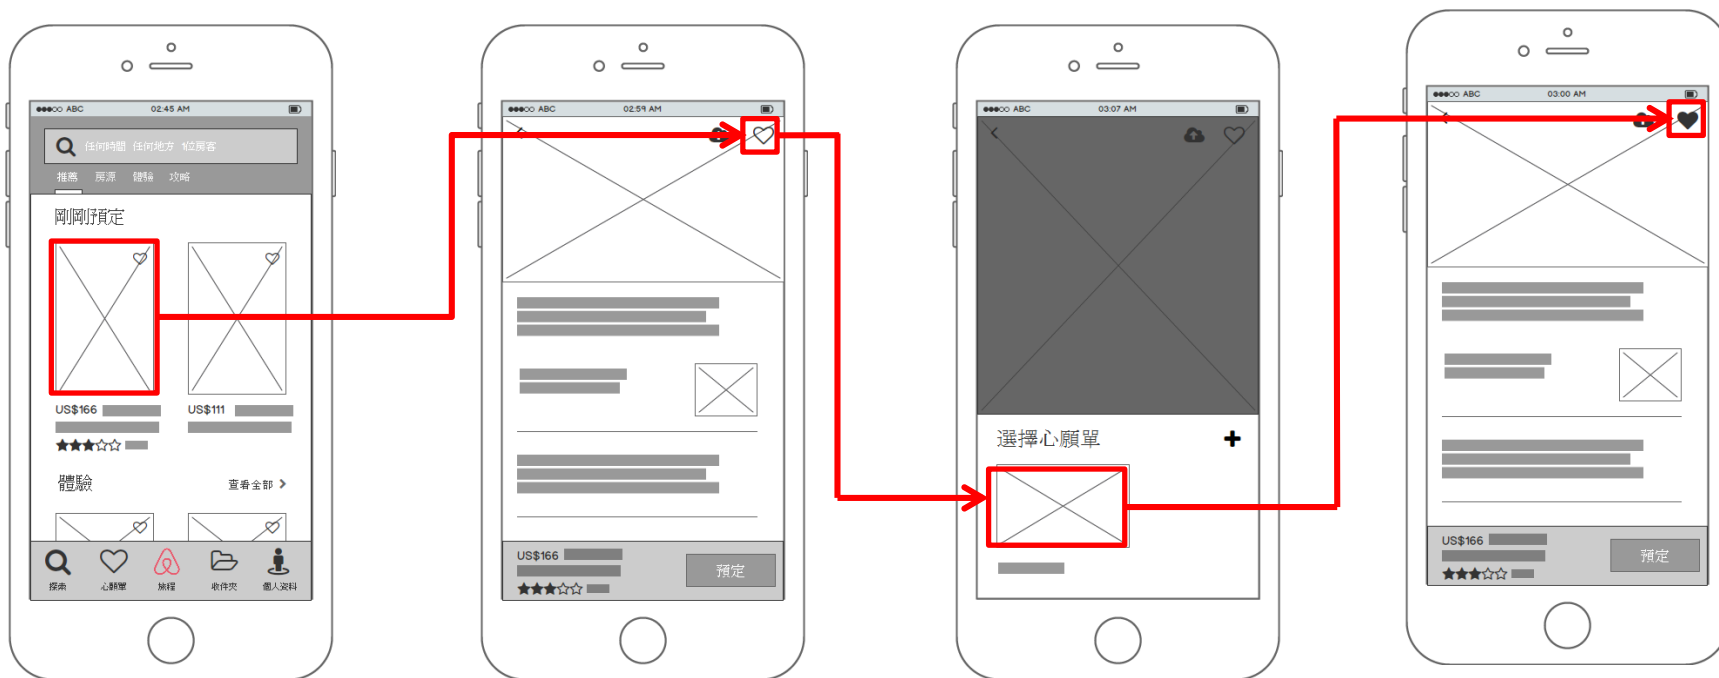 ABC 02:45 AM
任何時間 任何地方 1位房客
推薦 房源 體驗 攻略
剛剛預定
US$166 US$111
體驗 查看全部
探索 心願單 旅程 收件夾 個人資料
ABC 02:59 AM
US$166
預定
ABC 03:07 AM
選擇心願單
ABC 03:00 AM
US$166
預定